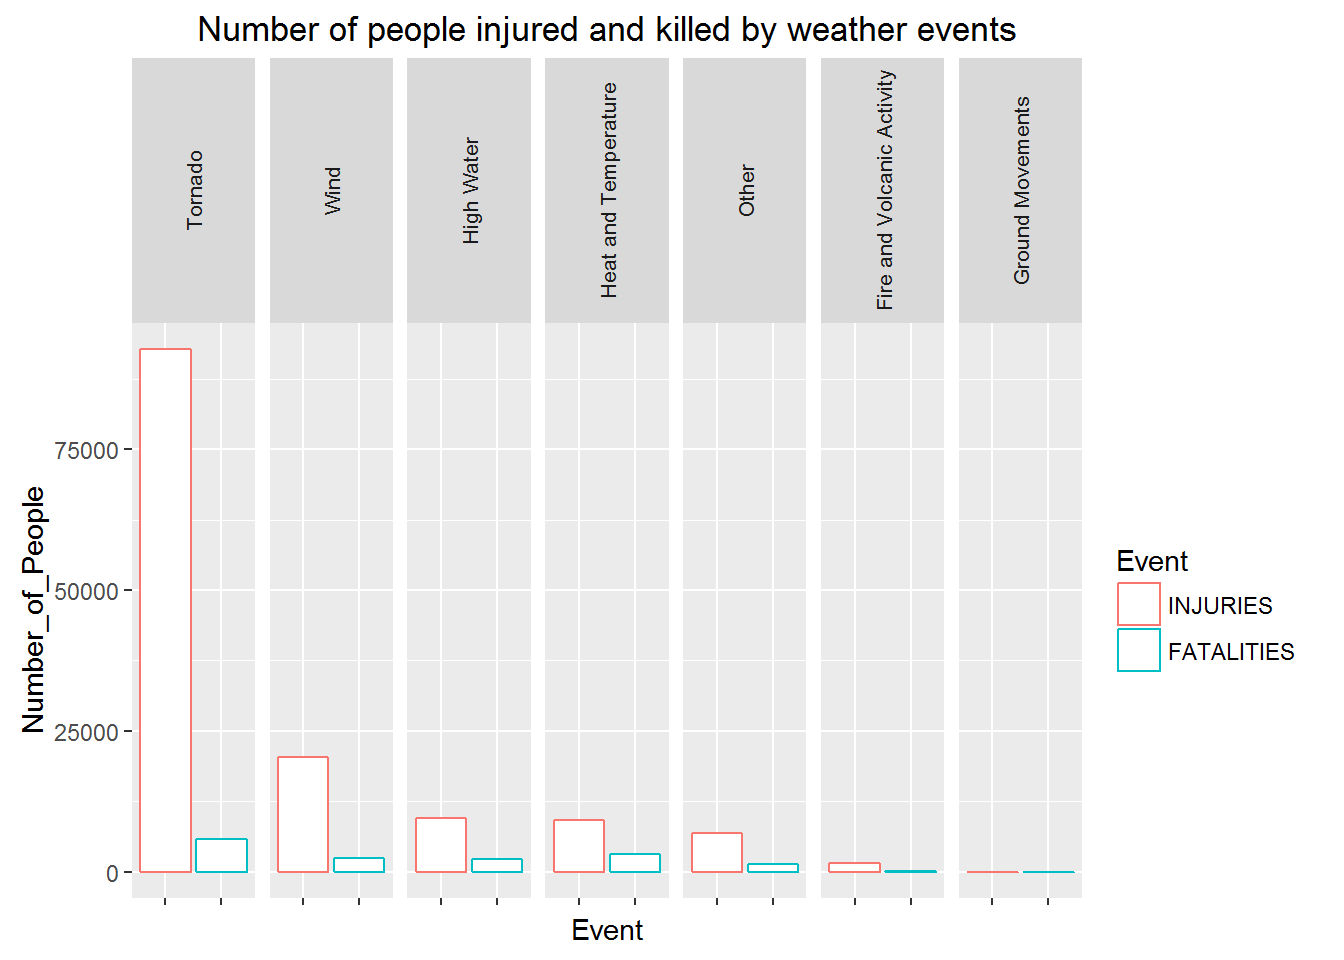 Number of people injured and killed by weather events
Tornado
Wind
High Water
Heat and Temperature
Other
Fire and Volcanic Activity
Ground Movements
Number_of_People
75000
50000
25000
0
Event
Event
INJURIES
FATALITIES